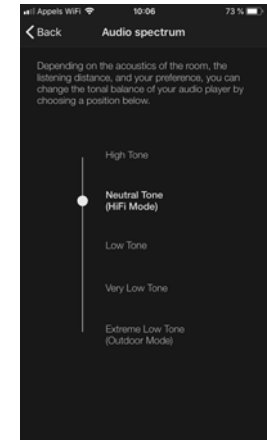 Appels WiFi 10:06 73 %
Back Audio spectrum
Depending on the acoustics of the room, the
listening distance, and your preference, you can
change the tonal balance of your audio player by
choosing a position below.
High Tone
Neutral Tone
(HiFi Mode)
Low Tone
Very Low Tone
Extreme Low Tone
(Outdoor Mode)